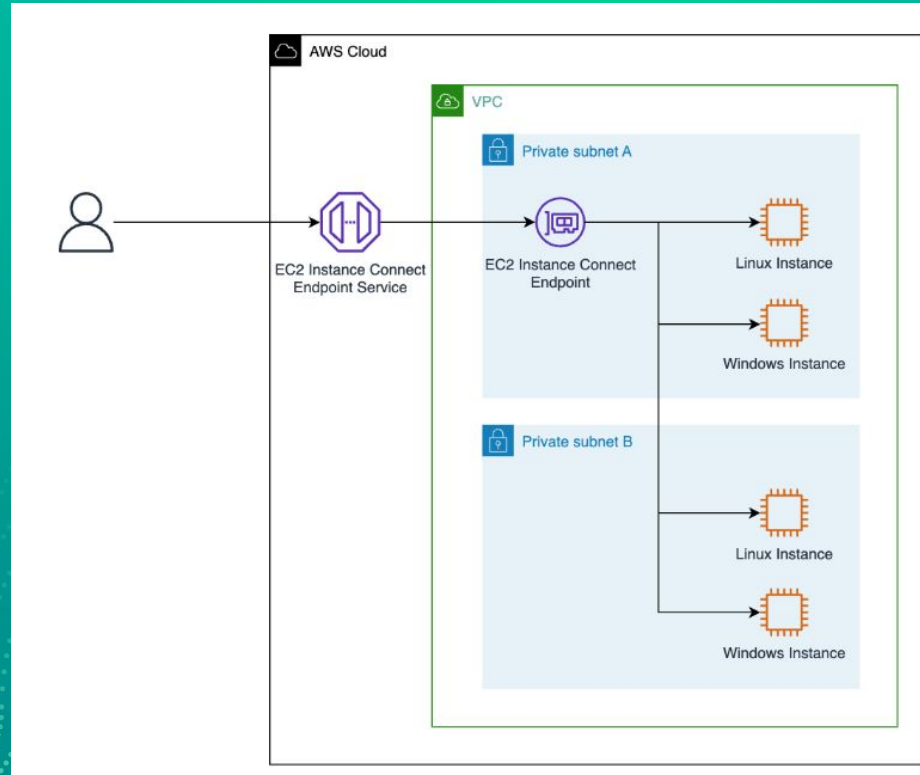 AWS Cloud
VPC
Private subnet A
EC2 Instance Connect
Endpoint Service
EC2 Instance Connect
Endpoint
Linux Instance
Windows Instance
Private subnet B
Linux Instance
Windows Instance